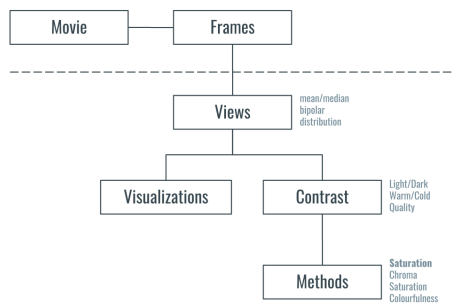 Movie
Frames
Views
mean/median
bipolar
distribution
Visualizations
Contrast
Light/Dark
Warm/Cold
Quality
Methods
Saturation
Chroma
Saturation
Colourfulness